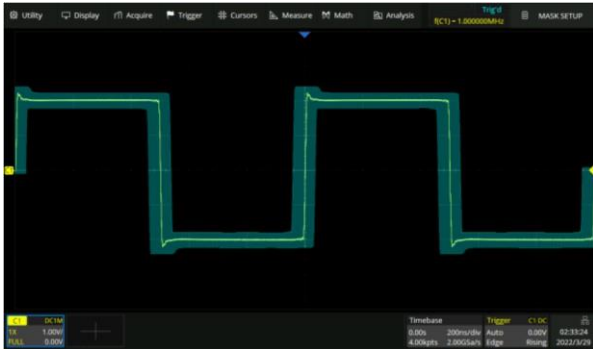 Utility Display Acquire Trigger Cursors Measure Math Analysis Trig'd MASK SETUP
f(C1) = 1.000000MHz
C1
C1 DC1M
1X 1.00V/
FULL 0.00V
Timebase
0.00s 200ns/div
4.00kpts 2.00GSa/s
Trigger C1 DC
Auto 0.00V
Edge Rising
02:33:24
2022/3/29